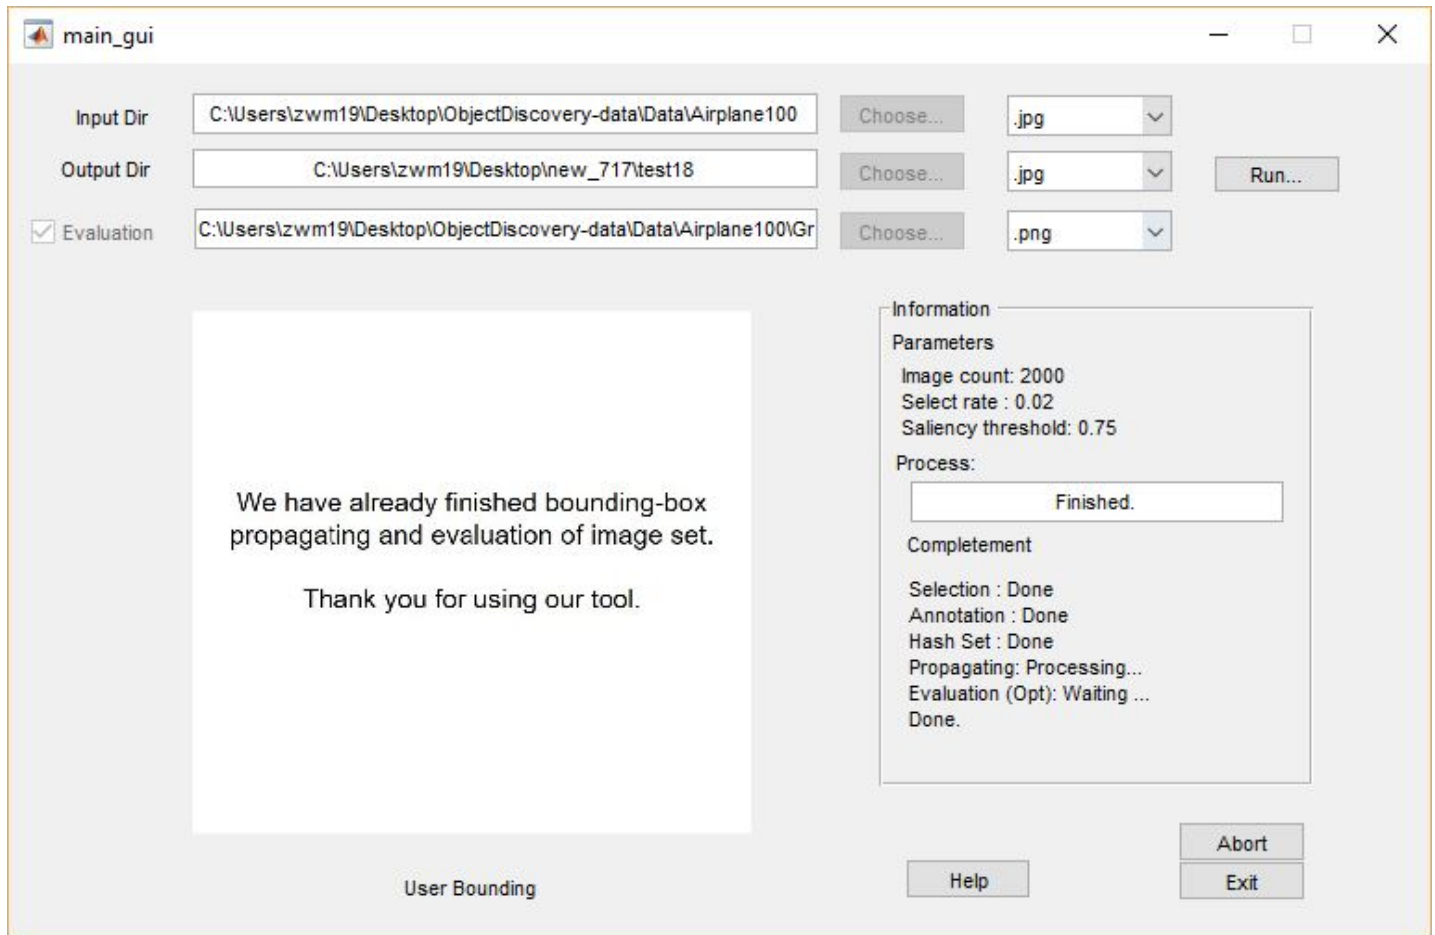 main_gui
Input Dir
C:\Users\zwm19\Desktop\ObjectDiscovery-data\Data\Airplane100
Choose...
.jpg
Output Dir
C:\Users\zwm19\Desktop\new_717\test18
Choose...
.jpg
Run...
Evaluation
C:\Users\zwm19\Desktop\ObjectDiscovery-data\Data\Airplane100\Gr
Choose...
.png
We have already finished bounding-box
propagating and evaluation of image set.
Thank you for using our tool.
User Bounding
Information
Parameters
Image count: 2000
Select rate : 0.02
Saliency threshold: 0.75
Process:
Finished.
Completement
Selection : Done
Annotation : Done
Hash Set : Done
Propagating: Processing...
Evaluation (Opt): Waiting ...
Done.
Abort
Help
Exit